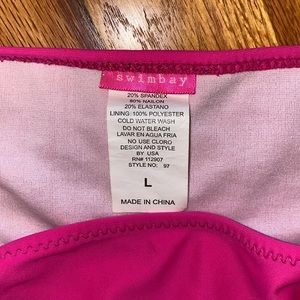 swimbay
20% SPANDEX
80% NAILON
20% ELASTANO
LINING: 100% POLYESTER
COLD WATER WASH
DO NOT BLEACH
LAVAR EN AGUA FRIA
NO USE CLORO
DESIGN AND STYLE
BY USA
RN# 112907
STYLE NO: 97
L
MADE IN CHINA